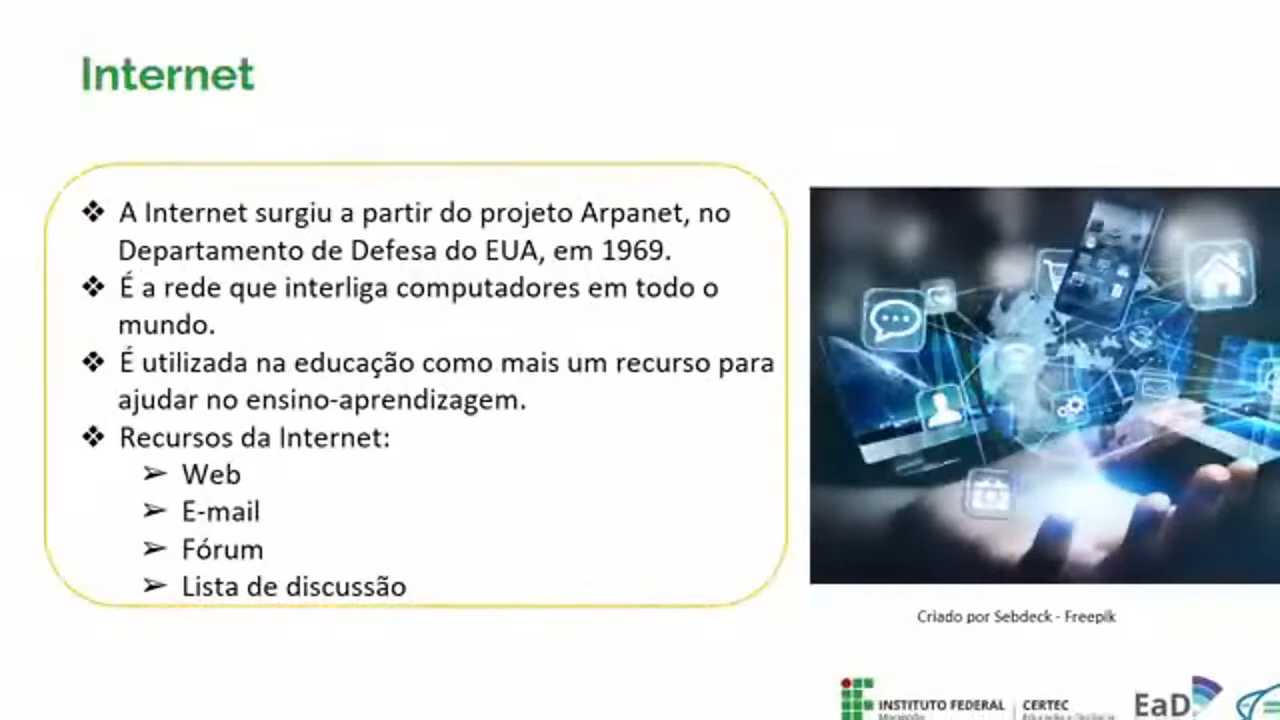 Internet
❖ A Internet surgiu a partir do projeto Arpanet, no
Departamento de Defesa do EUA, em 1969.
❖ É a rede que interliga computadores em todo o
mundo.
❖ É utilizada na educação como mais um recurso para
ajudar no ensino-aprendizagem.
❖ Recursos da Internet:
➢ Web
➢ E-mail
➢ Fórum
➢ Lista de discussão
Criado por Sebdeck - Freepik
INSTITUTO FEDERAL
CERTEC
EaD